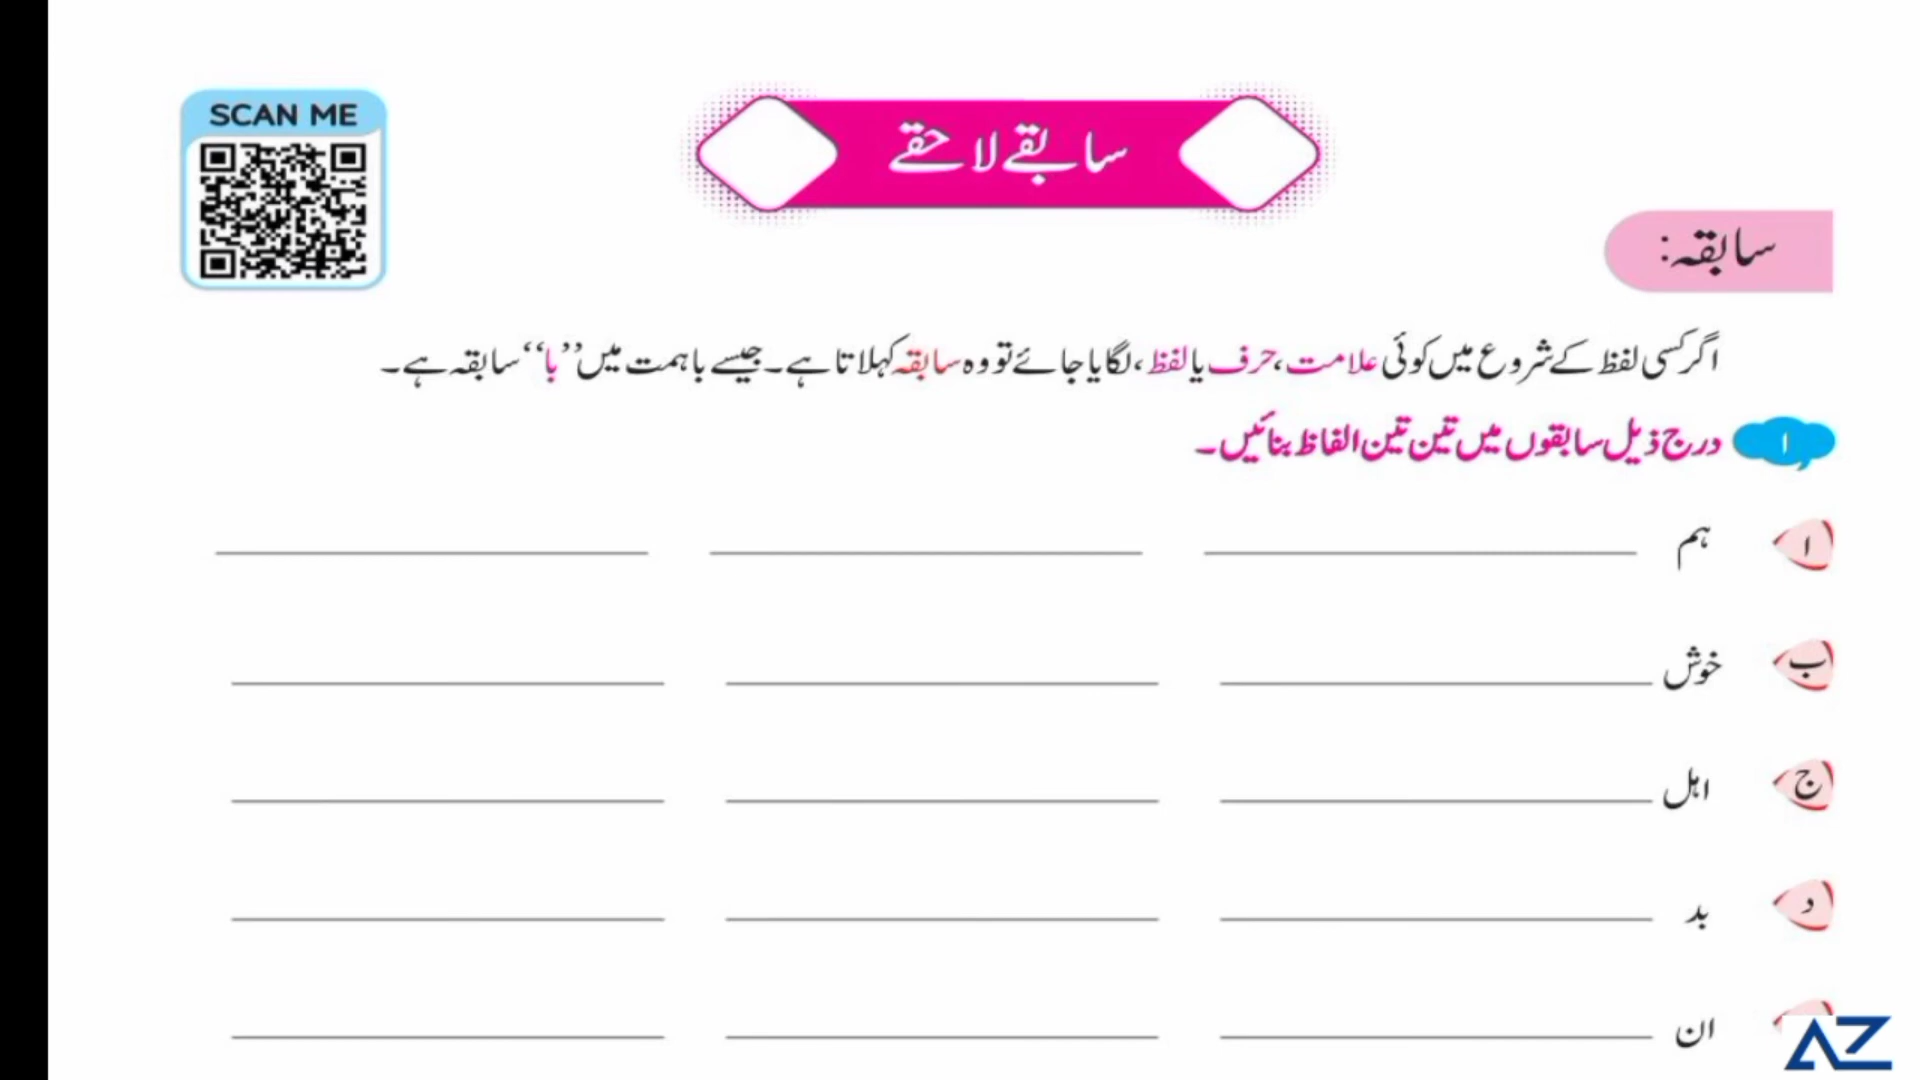 SCAN ME
سابقے لاحقے
سابقہ:
اگر کسی لفظ کے شروع میں کوئی علامت، حرف یا لفظ، لگایا جائے تو وہ سابقہ کہلاتا ہے۔ جیسے باہمت میں ”با“ سابقہ ہے۔
۱ درج ذیل سابقوں میں تین تین الفاظ بنائیں۔
ا ہم
ب خوش
ج اہل
د بد
ان
AZ